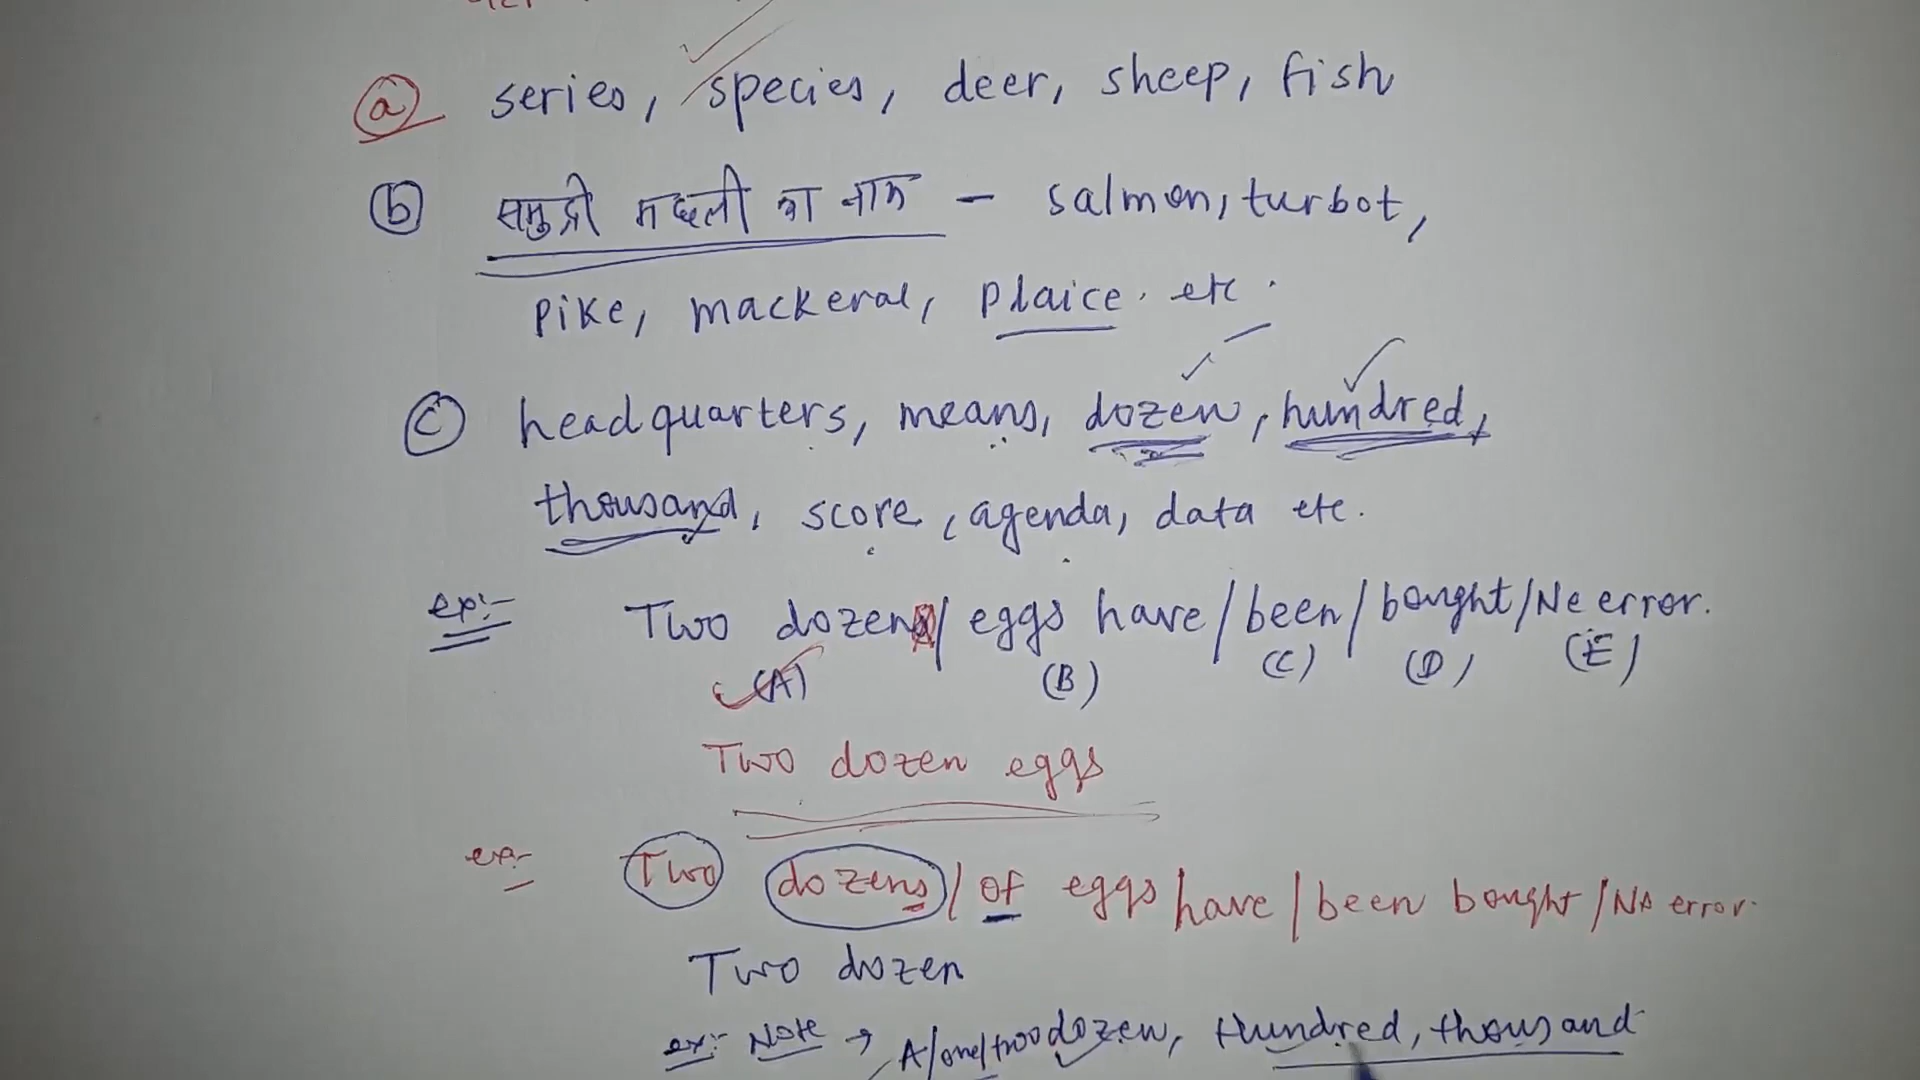 (a) series, species, deer, sheep, fish
(b) समुद्री मछली का नाम - salmon, turbot,
pike, mackeral, plaice. etc.
(c) headquarters, means, dozen, hundred,
thousand, score, agenda, data etc.
ex:- Two dozens/ eggs have / been / bought / No error.
(A) (B) (C) (D) (E)
Two dozen eggs
ex:- Two dozens / of eggs have / been bought / No error.
Two dozen
ex:- Note → A/one/two dozen, Hundred, thousand